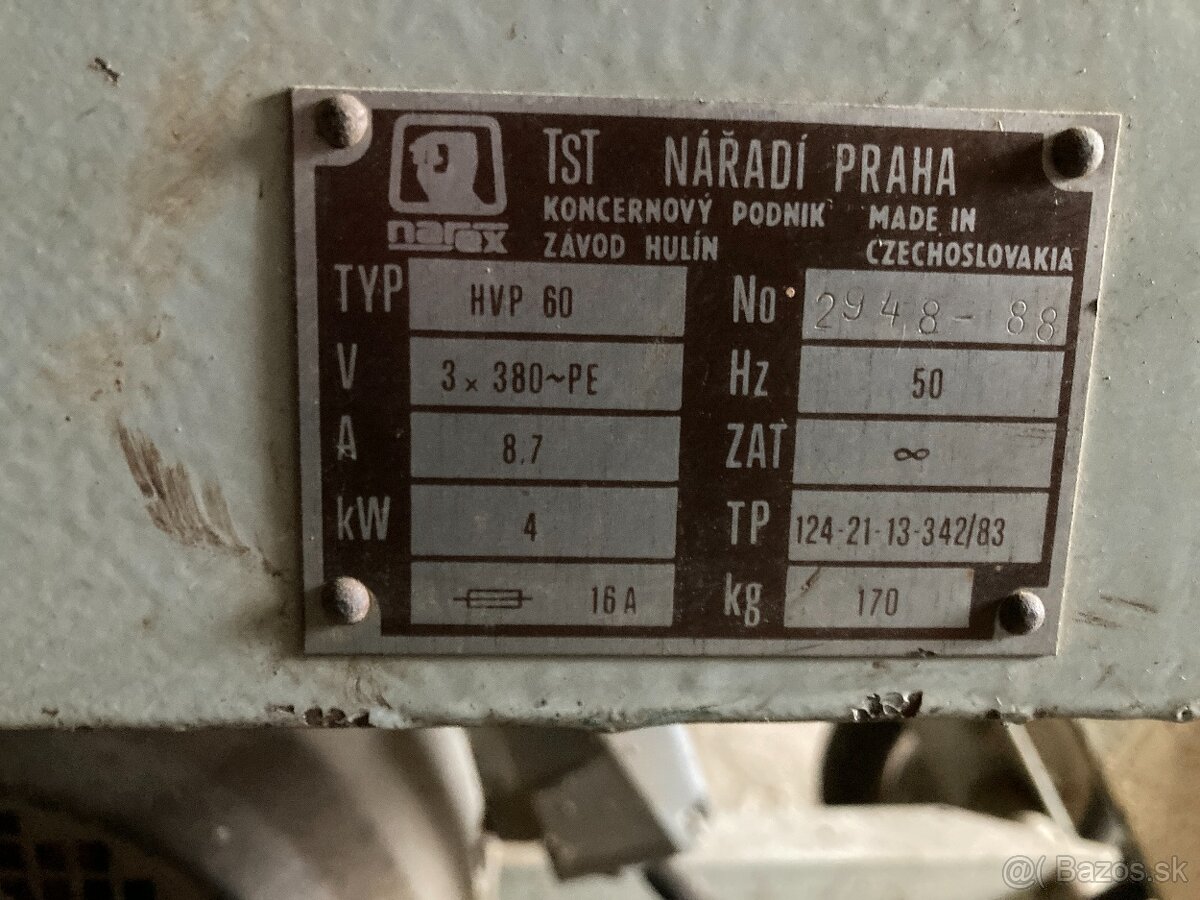 narex
TST NÁŘADÍ PRAHA
KONCERNOVÝ PODNIK MADE IN
ZÁVOD HULÍN CZECHOSLOVAKIA
TYP HVP 60 No 2948-88
V 3 x 380~PE Hz 50
A 8,7 ZAT ∞
kW 4 TP 124-21-13-342/83
16 A kg 170
@( Bazos.sk